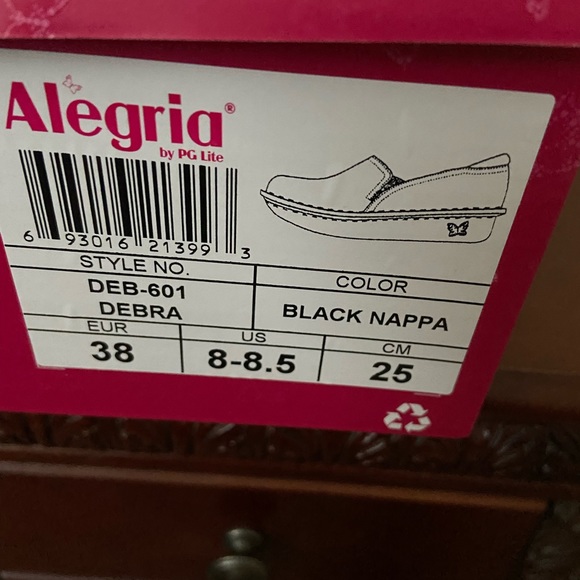 Alegria®
by PG Lite
6 93016 21399 3
STYLE NO.
DEB-601
DEBRA
COLOR
BLACK NAPPA
EUR
38
US
8-8.5
CM
25